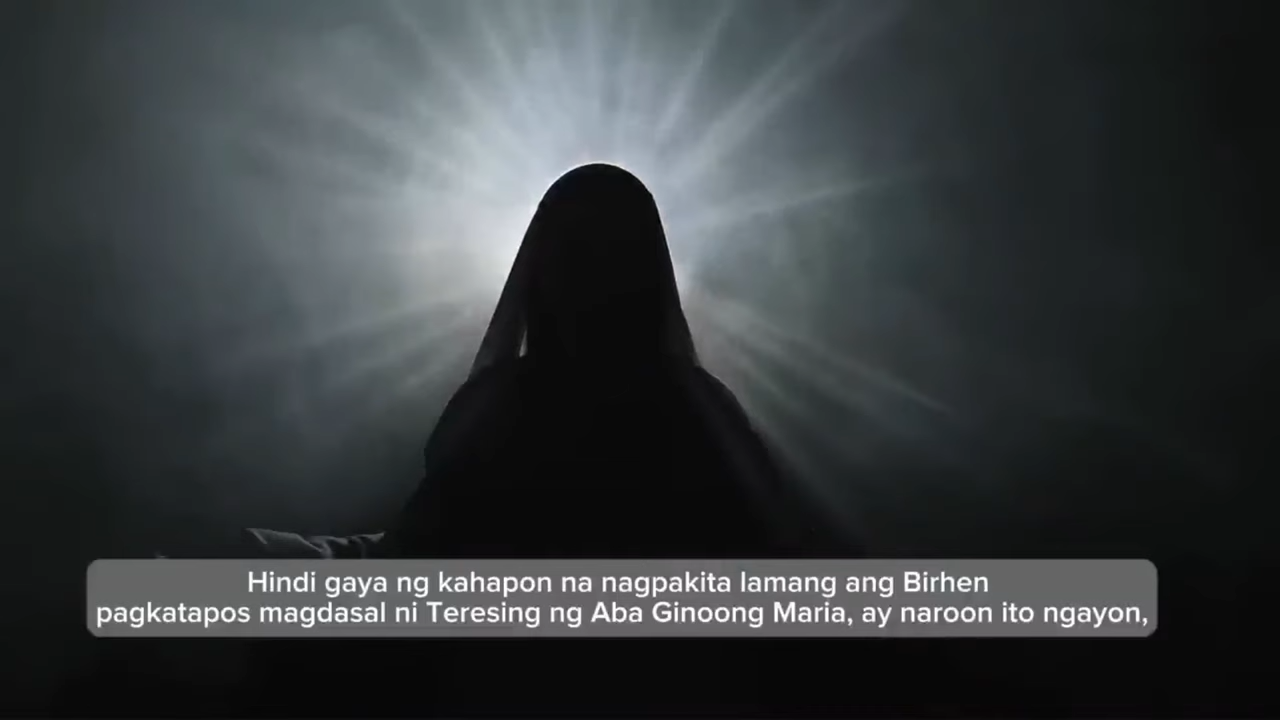 Hindi gaya ng kahapon na nagpakita lamang ang Birhen
pagkatapos magdasal ni Teresing ng Aba Ginoong Maria, ay naroon ito ngayon,